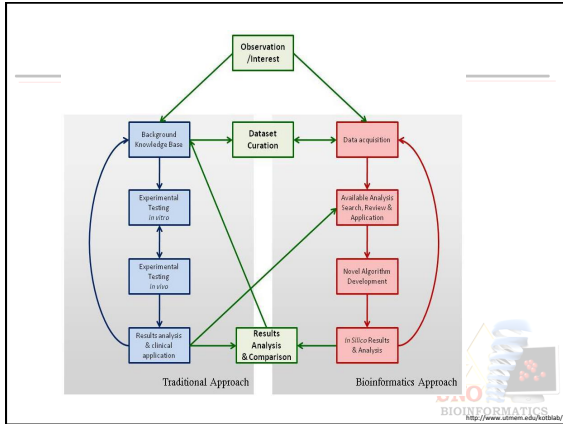 Observation
/Interest
Background
Knowledge Base
Dataset
Curation
Data acquisition
Experimental
Testing
in vitro
Available Analysis
Search, Review &
Application
Experimental
Testing
in vivo
Novel Algorithm
Development
Results analysis
& clinical
application
Results
Analysis
& Comparison
In Silico Results
& Analysis
Traditional Approach
Bioinformatics Approach
BIOINFORMATICS
http://www.utmem.edu/kotblab/